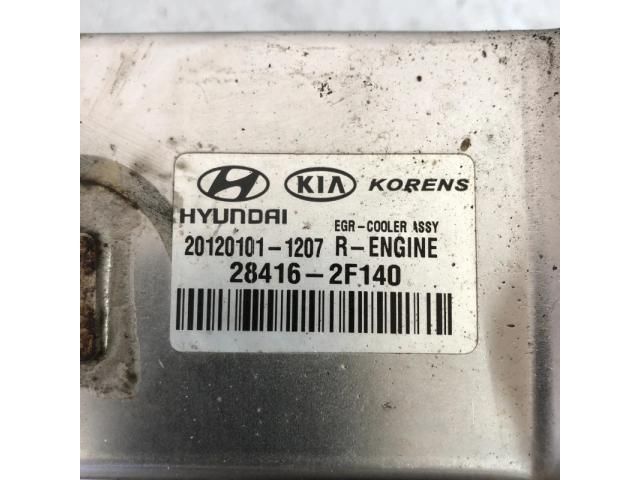 KIA KORENS
HYUNDAI
EGR-COOLER ASSY
20120101-1207 R-ENGINE
28416-2F140